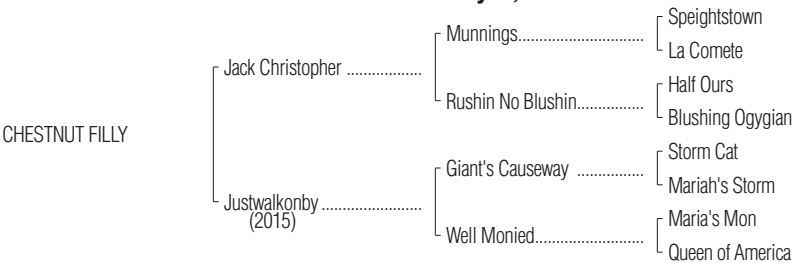 Speightstown
Munnings..............................
La Comete
Jack Christopher ..................
Half Ours
Rushin No Blushin................
Blushing Ogygian
CHESTNUT FILLY
Storm Cat
Giant's Causeway ................
Mariah's Storm
Justwalkonby ........................
(2015)
Maria's Mon
Well Monied..........................
Queen of America